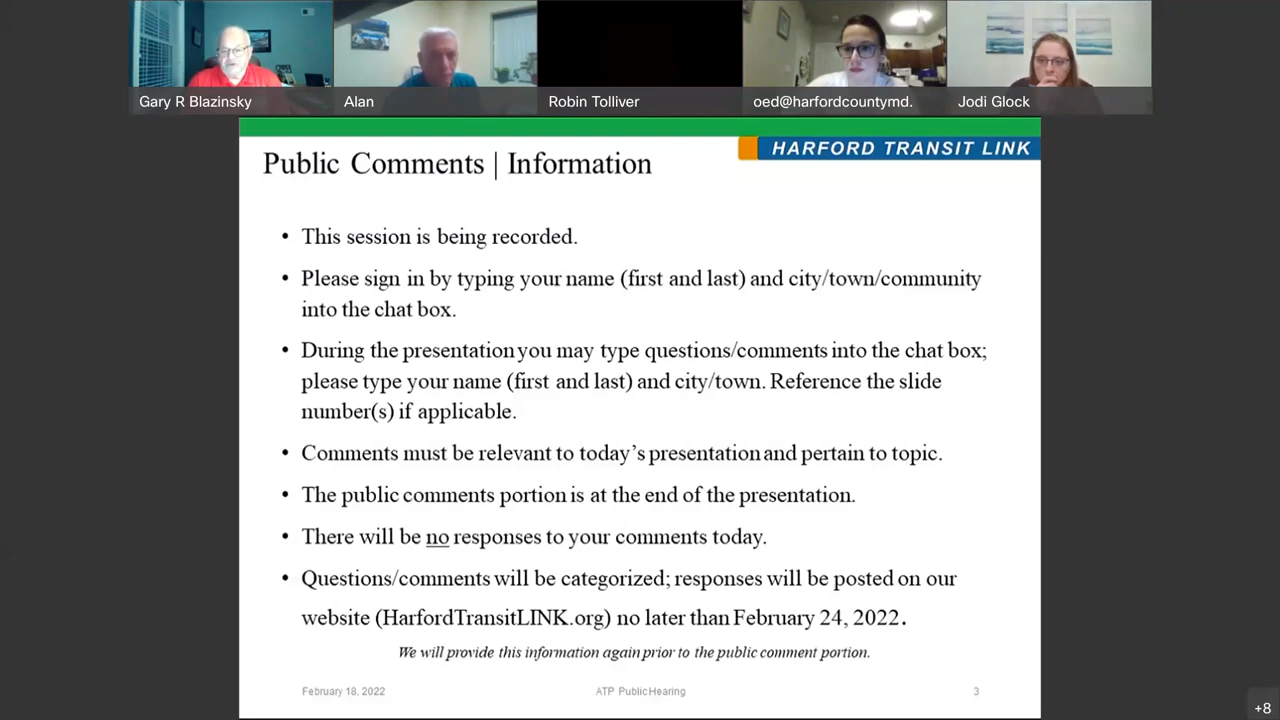 Gary R Blazinsky
Alan
Robin Tolliver
oed@harfordcountymd.
Jodi Glock
HARFORD TRANSIT LINK
Public Comments | Information
• This session is being recorded.
• Please sign in by typing your name (first and last) and city/town/community
into the chat box.
• During the presentation you may type questions/comments into the chat box;
please type your name (first and last) and city/town. Reference the slide
number(s) if applicable.
• Comments must be relevant to today’s presentation and pertain to topic.
• The public comments portion is at the end of the presentation.
• There will be no responses to your comments today.
• Questions/comments will be categorized; responses will be posted on our
website (HarfordTransitLINK.org) no later than February 24, 2022.
We will provide this information again prior to the public comment portion.
February 18, 2022
ATP Public Hearing
3
+8